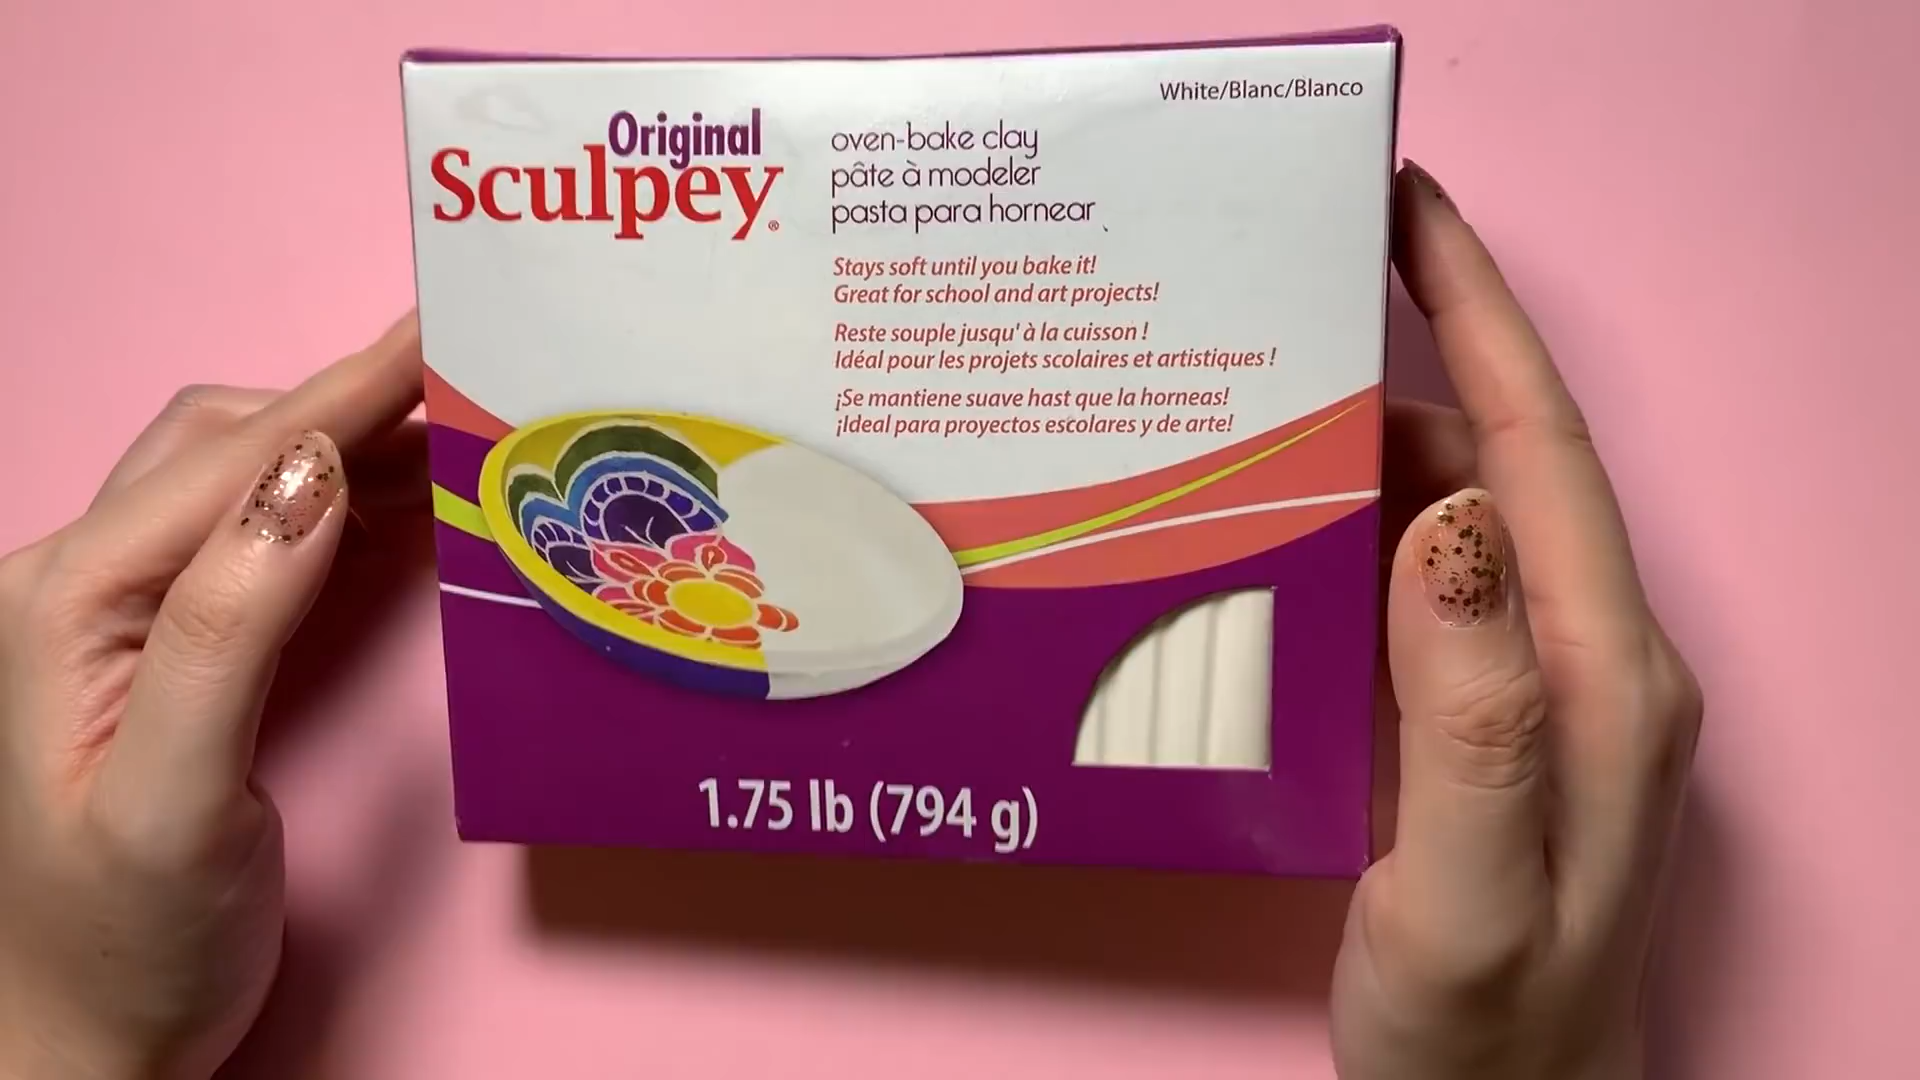 White/Blanc/Blanco
Original
Sculpey®
oven-bake clay
pâte à modeler
pasta para hornear
Stays soft until you bake it!
Great for school and art projects!
Reste souple jusqu' à la cuisson !
Idéal pour les projets scolaires et artistiques !
¡Se mantiene suave hast que la horneas!
¡Ideal para proyectos escolares y de arte!
1.75 lb (794 g)